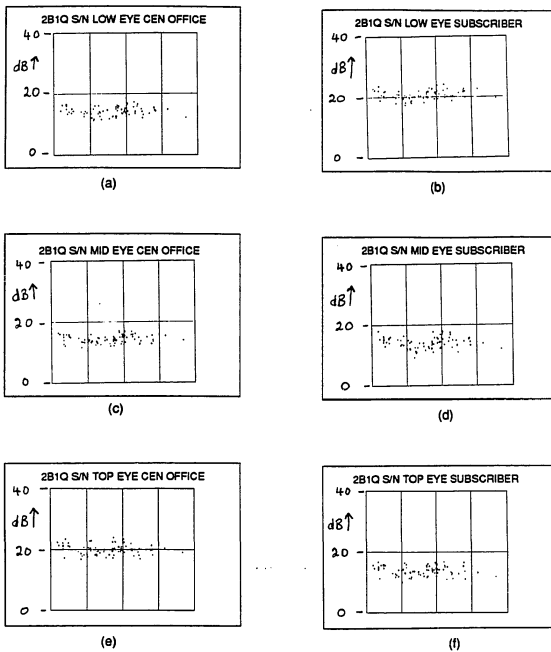 2B1Q S/N LOW EYE CEN OFFICE
40
dB↑
20
0
(a)
2B1Q S/N LOW EYE SUBSCRIBER
40
dB↑
20
0
(b)
2B1Q S/N MID EYE CEN OFFICE
40
dB↑
20
0
(c)
2B1Q S/N MID EYE SUBSCRIBER
40
dB↑
20
0
(d)
2B1Q S/N TOP EYE CEN OFFICE
40
dB↑
20
0
(e)
2B1Q S/N TOP EYE SUBSCRIBER
40
dB↑
20
0
(f)